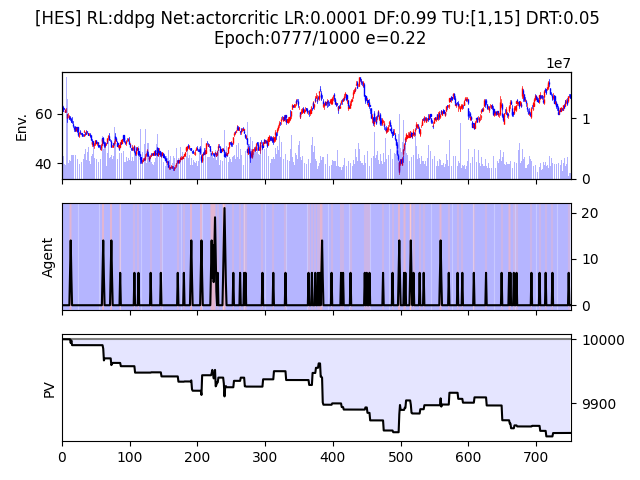 [HES] RL:ddpg Net:actorcritic LR:0.0001 DF:0.99 TU:[1,15] DRT:0.05
Epoch:0777/1000 e=0.22
1e7
Env.
60
40
1
0
Agent
20
10
0
PV
10000
9900
0 100 200 300 400 500 600 700